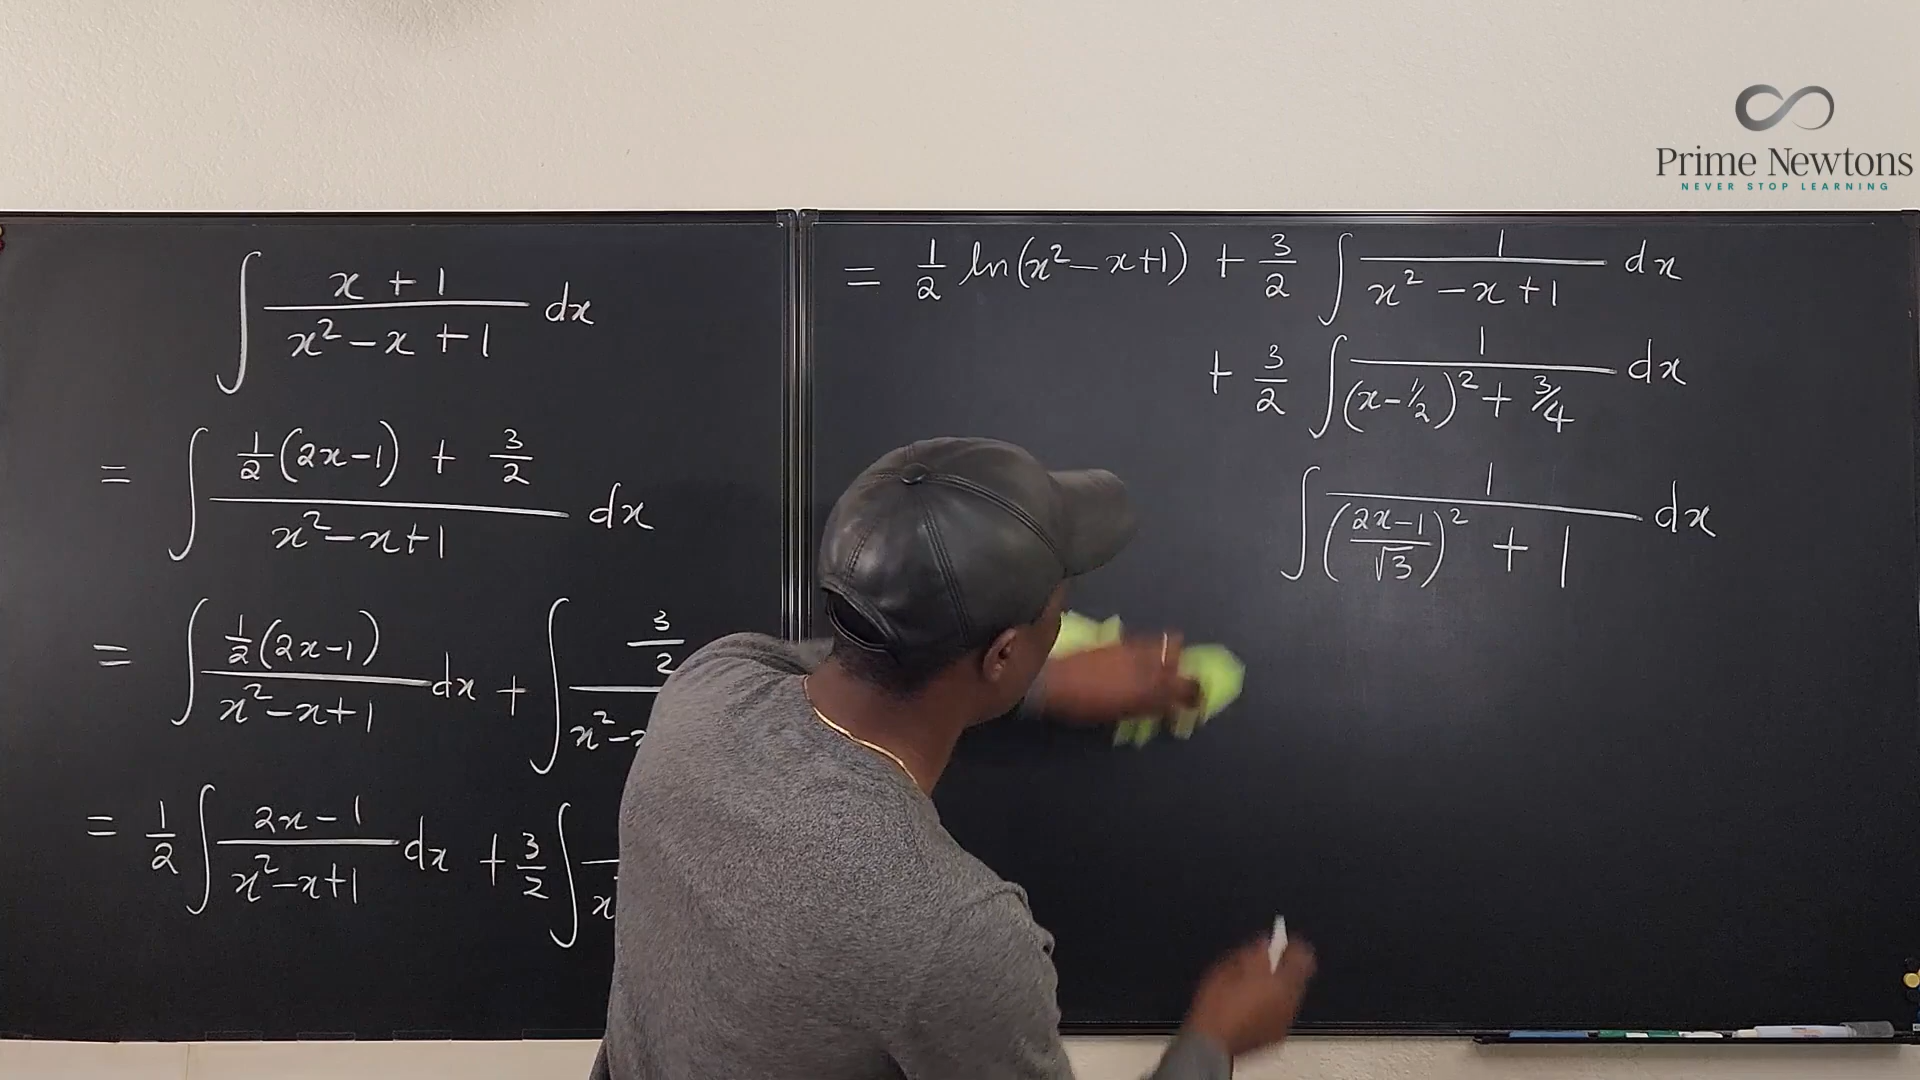 Prime Newtons
NEVER STOP LEARNING
∫ (x + 1)/(x² - x + 1) dx
= ∫ (½(2x-1) + 3/2)/(x² - x + 1) dx
= ∫ ½(2x-1)/(x² - x + 1) dx + ∫ (3/2)/(x² -
= ½ ∫ (2x - 1)/(x² - x + 1) dx + 3/2 ∫
= ½ ln(x² - x + 1) + 3/2 ∫ 1/(x² - x + 1) dx
+ 3/2 ∫ 1/((x - ½)² + 3/4) dx
∫ 1/(((2x-1)/√3)² + 1) dx